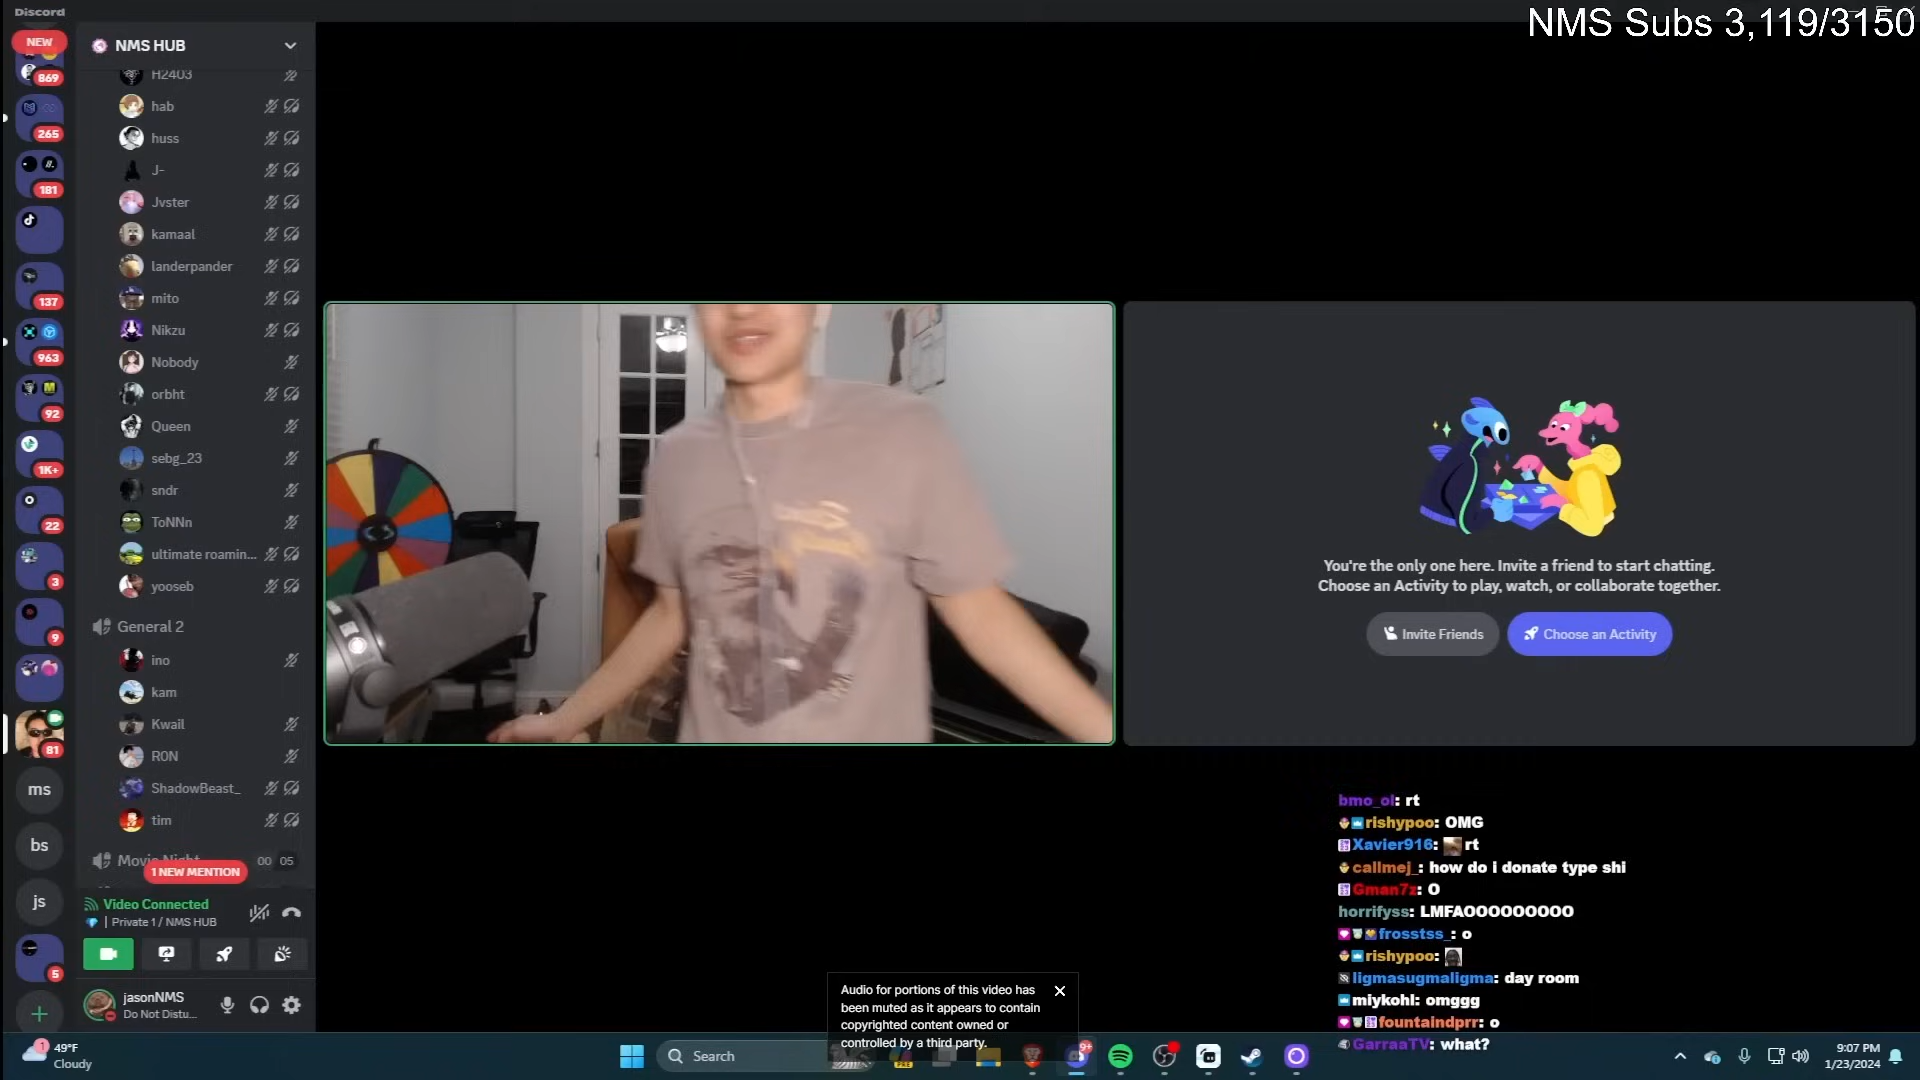 Discord
NMS Subs 3,119/3150
NEW
869
265
181
137
963
92
1K+
22
3
9
81
ms
bs
js
5
NMS HUB
H2403
hab
huss
J-
Jvster
kamaal
landerpander
mito
Nikzu
Nobody
orbht
Queen
sebg_23
sndr
ToNNn
ultimate roamin...
yooseb
General 2
ino
kam
Kwail
R0N
ShadowBeast_
tim
Movie Night
00 05
1 NEW MENTION
Video Connected
| Private 1 / NMS HUB
jasonNMS
Do Not Distu...
You're the only one here. Invite a friend to start chatting.
Choose an Activity to play, watch, or collaborate together.
Invite Friends
Choose an Activity
bmo_ol: rt
rishypoo: OMG
Xavier916: rt
callmej_: how do i donate type shi
Gman7z: O
horrifyss: LMFAOOOOOOOOO
frosstss_: o
rishypoo:
ligmasugmaligma: day room
miykohl: omggg
fountaindprr: o
GarraaTV: what?
Audio for portions of this video has
been muted as it appears to contain
copyrighted content owned or
controlled by a third party.
1
49°F
Cloudy
Search
PRE
9+
9:07 PM
1/23/2024